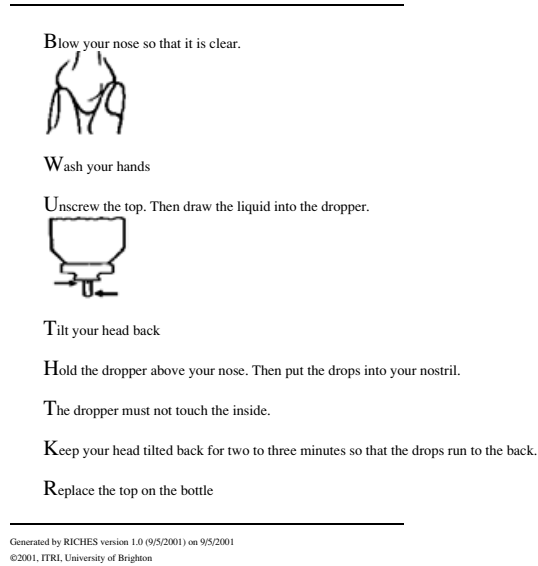 Blow your nose so that it is clear.
Wash your hands
Unscrew the top. Then draw the liquid into the dropper.
Tilt your head back
Hold the dropper above your nose. Then put the drops into your nostril.
The dropper must not touch the inside.
Keep your head tilted back for two to three minutes so that the drops run to the back.
Replace the top on the bottle
Generated by RICHES version 1.0 (9/5/2001) on 9/5/2001
©2001, ITRI, University of Brighton